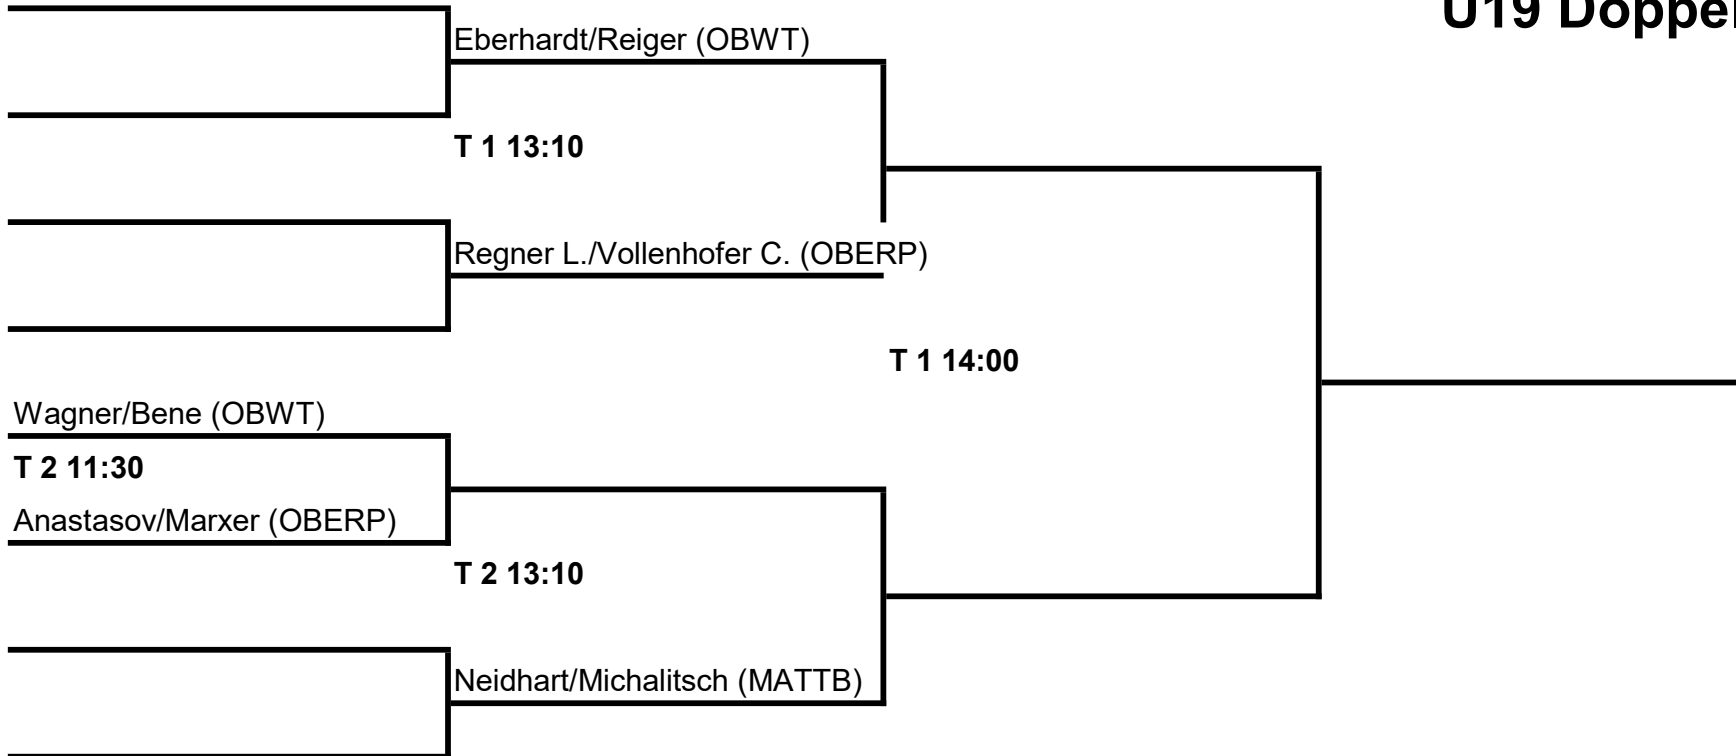 U19 Doppel
Eberhardt/Reiger (OBWT)
T 1 13:10
Regner L./Vollenhofer C. (OBERP)
T 1 14:00
Wagner/Bene (OBWT)
T 2 11:30
Anastasov/Marxer (OBERP)
T 2 13:10
Neidhart/Michalitsch (MATTB)